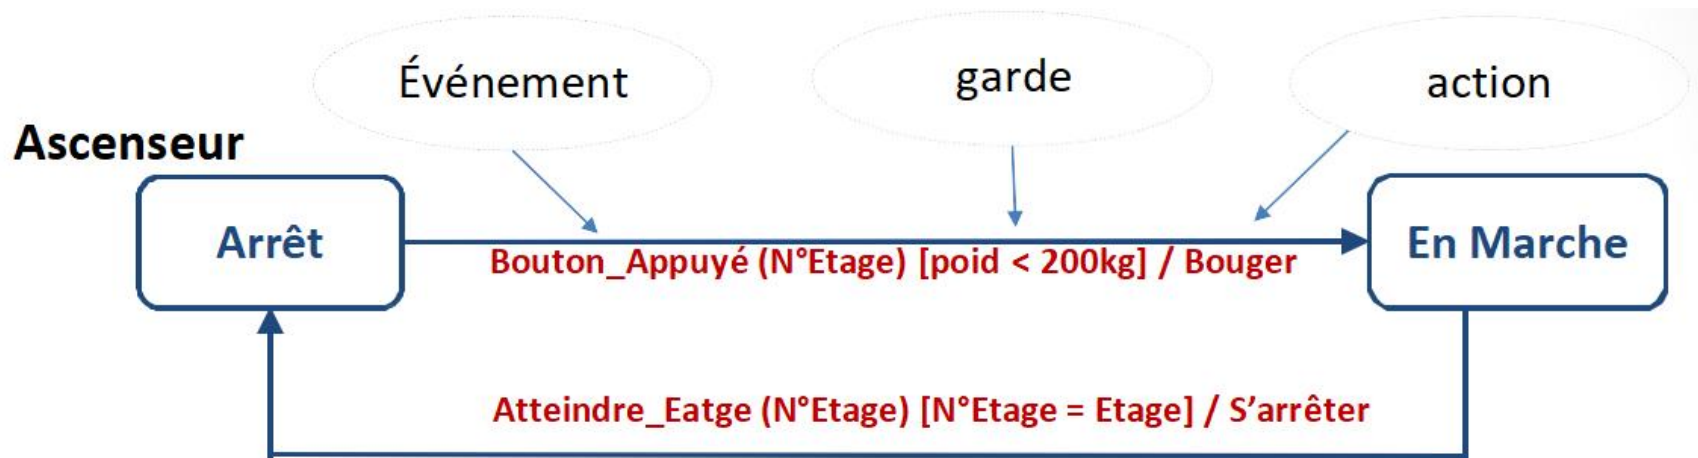 Événement
garde
action
Ascenseur
Arrêt
En Marche
Bouton_Appuyé (N°Etage) [poid < 200kg] / Bouger
Atteindre_Eatge (N°Etage) [N°Etage = Etage] / S’arrêter